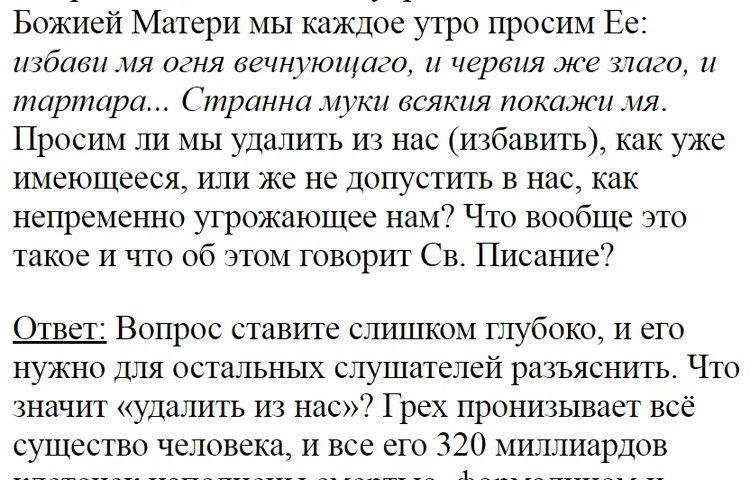 Божией Матери мы каждое утро просим Ее:
избави мя огня вечнующаго, и червия же злаго, и
тартара... Странна муки всякия покажи мя.
Просим ли мы удалить из нас (избавить), как уже
имеющееся, или же не допустить в нас, как
непременно угрожающее нам? Что вообще это
такое и что об этом говорит Св. Писание?
Ответ: Вопрос ставите слишком глубоко, и его
нужно для остальных слушателей разъяснить. Что
значит «удалить из нас»? Грех пронизывает всё
существо человека, и все его 320 миллиардов